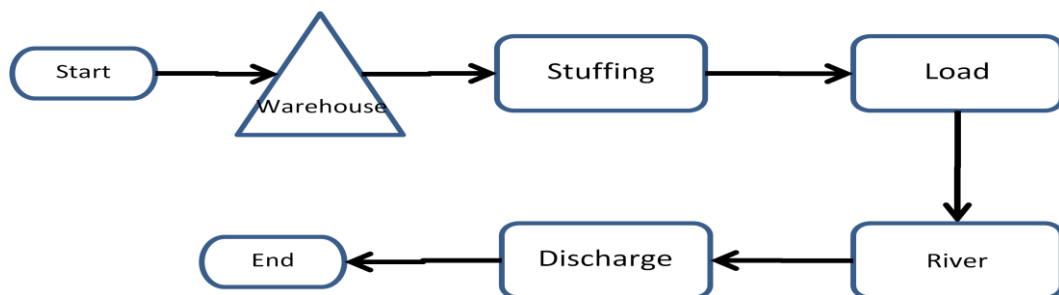 Start
Warehouse
Stuffing
Load
River
Discharge
End